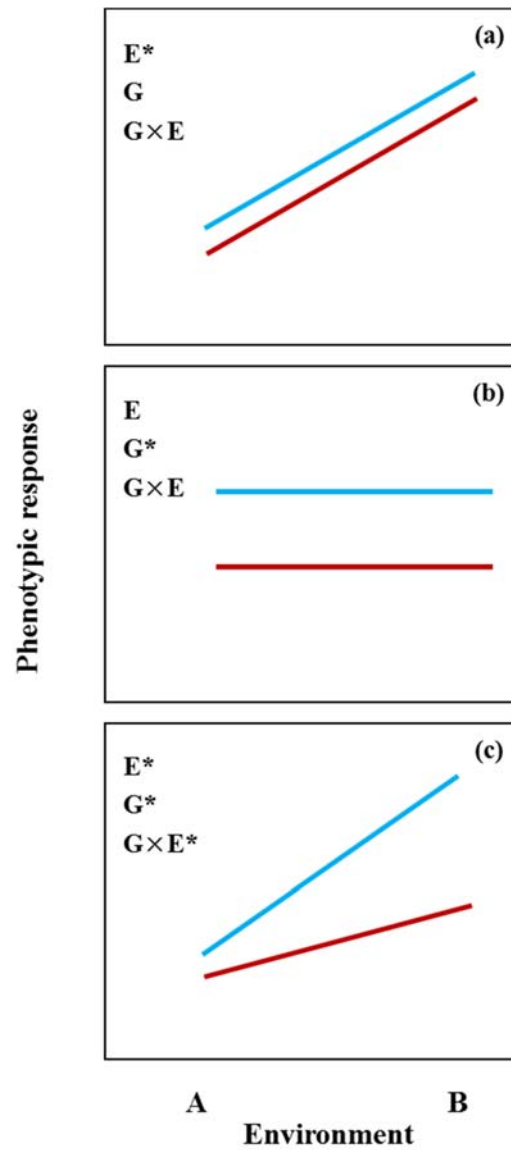 (a)
E*
G
G×E
(b)
E
G*
G×E
(c)
E*
G*
G×E*
Phenotypic response
A
B
Environment